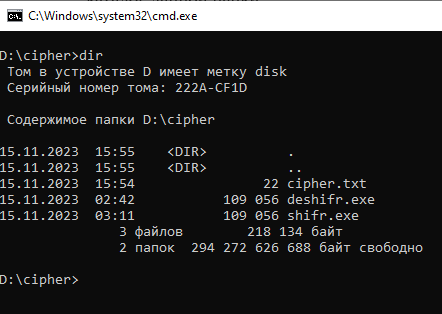 C:\Windows\system32\cmd.exe
D:\cipher>dir
Том в устройстве D имеет метку disk
Серийный номер тома: 222A-CF1D
Содержимое папки D:\cipher
15.11.2023  15:55    <DIR>          .
15.11.2023  15:55    <DIR>          ..
15.11.2023  15:54                22 cipher.txt
15.11.2023  02:42           109 056 deshifr.exe
15.11.2023  03:11           109 056 shifr.exe
3 файлов        218 134 байт
2 папок  294 272 626 688 байт свободно
D:\cipher>